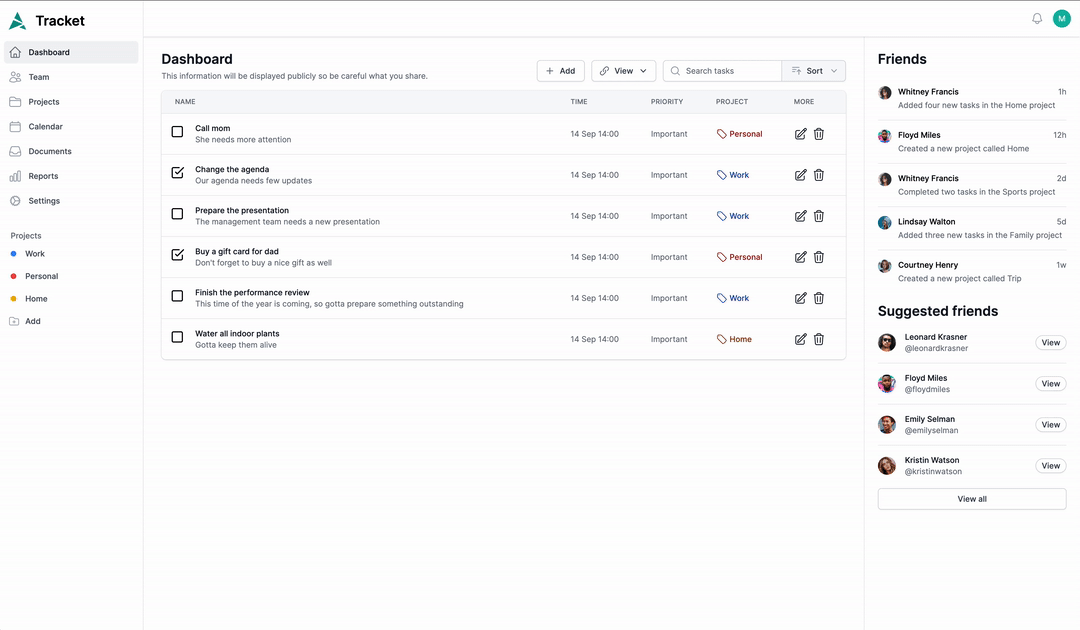 Tracket
M
Dashboard
Team
Projects
Calendar
Documents
Reports
Settings
Projects
Work
Personal
Home
Add
Dashboard
This information will be displayed publicly so be careful what you share.
Add
View
Search tasks
Sort
NAME TIME PRIORITY PROJECT MORE
Call mom
She needs more attention
14 Sep 14:00 Important Personal
Change the agenda
Our agenda needs few updates
14 Sep 14:00 Important Work
Prepare the presentation
The management team needs a new presentation
14 Sep 14:00 Important Work
Buy a gift card for dad
Don't forget to buy a nice gift as well
14 Sep 14:00 Important Personal
Finish the performance review
This time of the year is coming, so gotta prepare something outstanding
14 Sep 14:00 Important Work
Water all indoor plants
Gotta keep them alive
14 Sep 14:00 Important Home
Friends
Whitney Francis 1h
Added four new tasks in the Home project
Floyd Miles 12h
Created a new project called Home
Whitney Francis 2d
Completed two tasks in the Sports project
Lindsay Walton 5d
Added three new tasks in the Family project
Courtney Henry 1w
Created a new project called Trip
Suggested friends
Leonard Krasner
@leonardkrasner
View
Floyd Miles
@floydmiles
View
Emily Selman
@emilyselman
View
Kristin Watson
@kristinwatson
View
View all